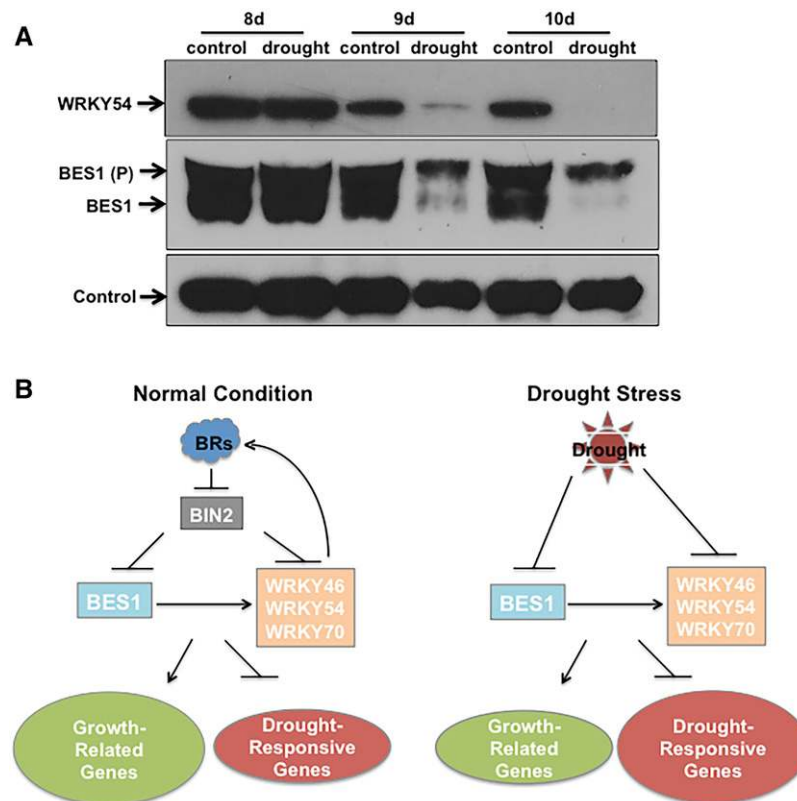 A
8d 9d 10d
control drought control drought control drought
WRKY54
BES1 (P)
BES1
Control
B
Normal Condition
BRs
BIN2
BES1
WRKY46
WRKY54
WRKY70
Growth-
Related
Genes
Drought-
Responsive
Genes
Drought Stress
Drought
BES1
WRKY46
WRKY54
WRKY70
Growth-
Related
Genes
Drought-
Responsive
Genes